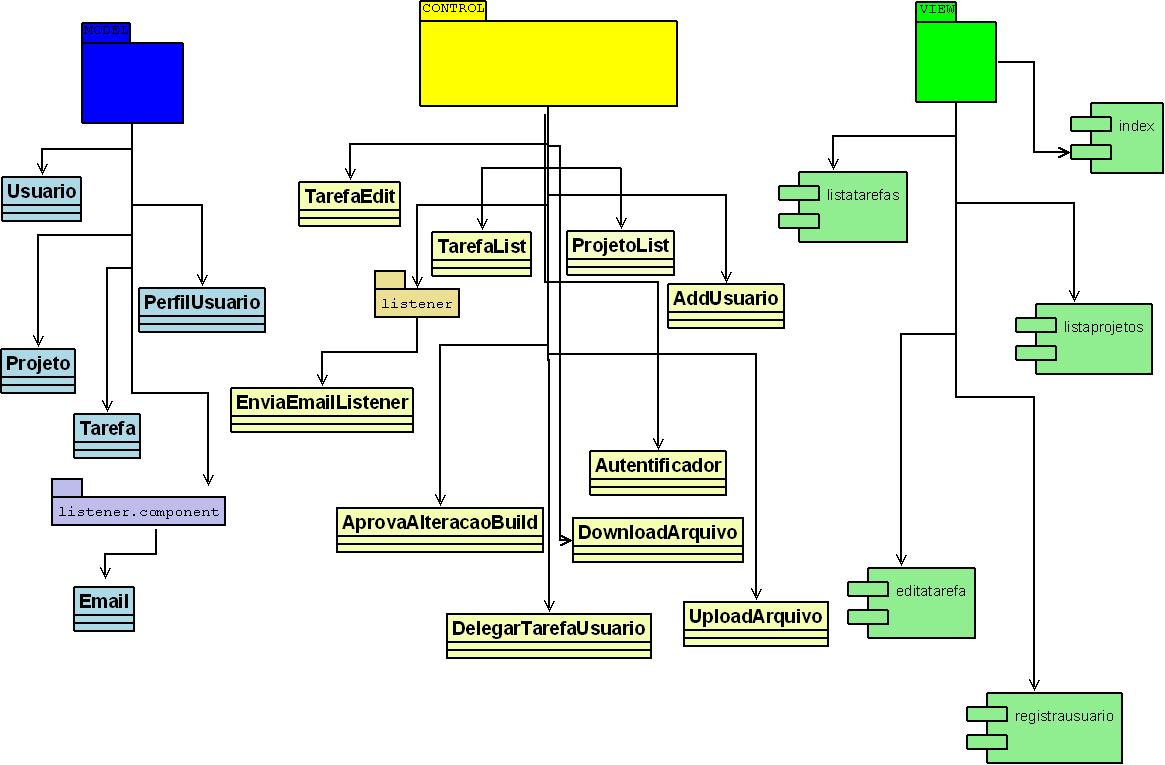 MODEL
CONTROL
VIEW
index
Usuario
TarefaEdit
listatarefas
TarefaList
ProjetoList
PerfilUsuario
listener
AddUsuario
listaprojetos
Projeto
EnviaEmailListener
Tarefa
Autentificador
listener.component
AprovaAlteracaoBuild
DownloadArquivo
Email
editatarefa
DelegarTarefaUsuario
UploadArquivo
registrausuario